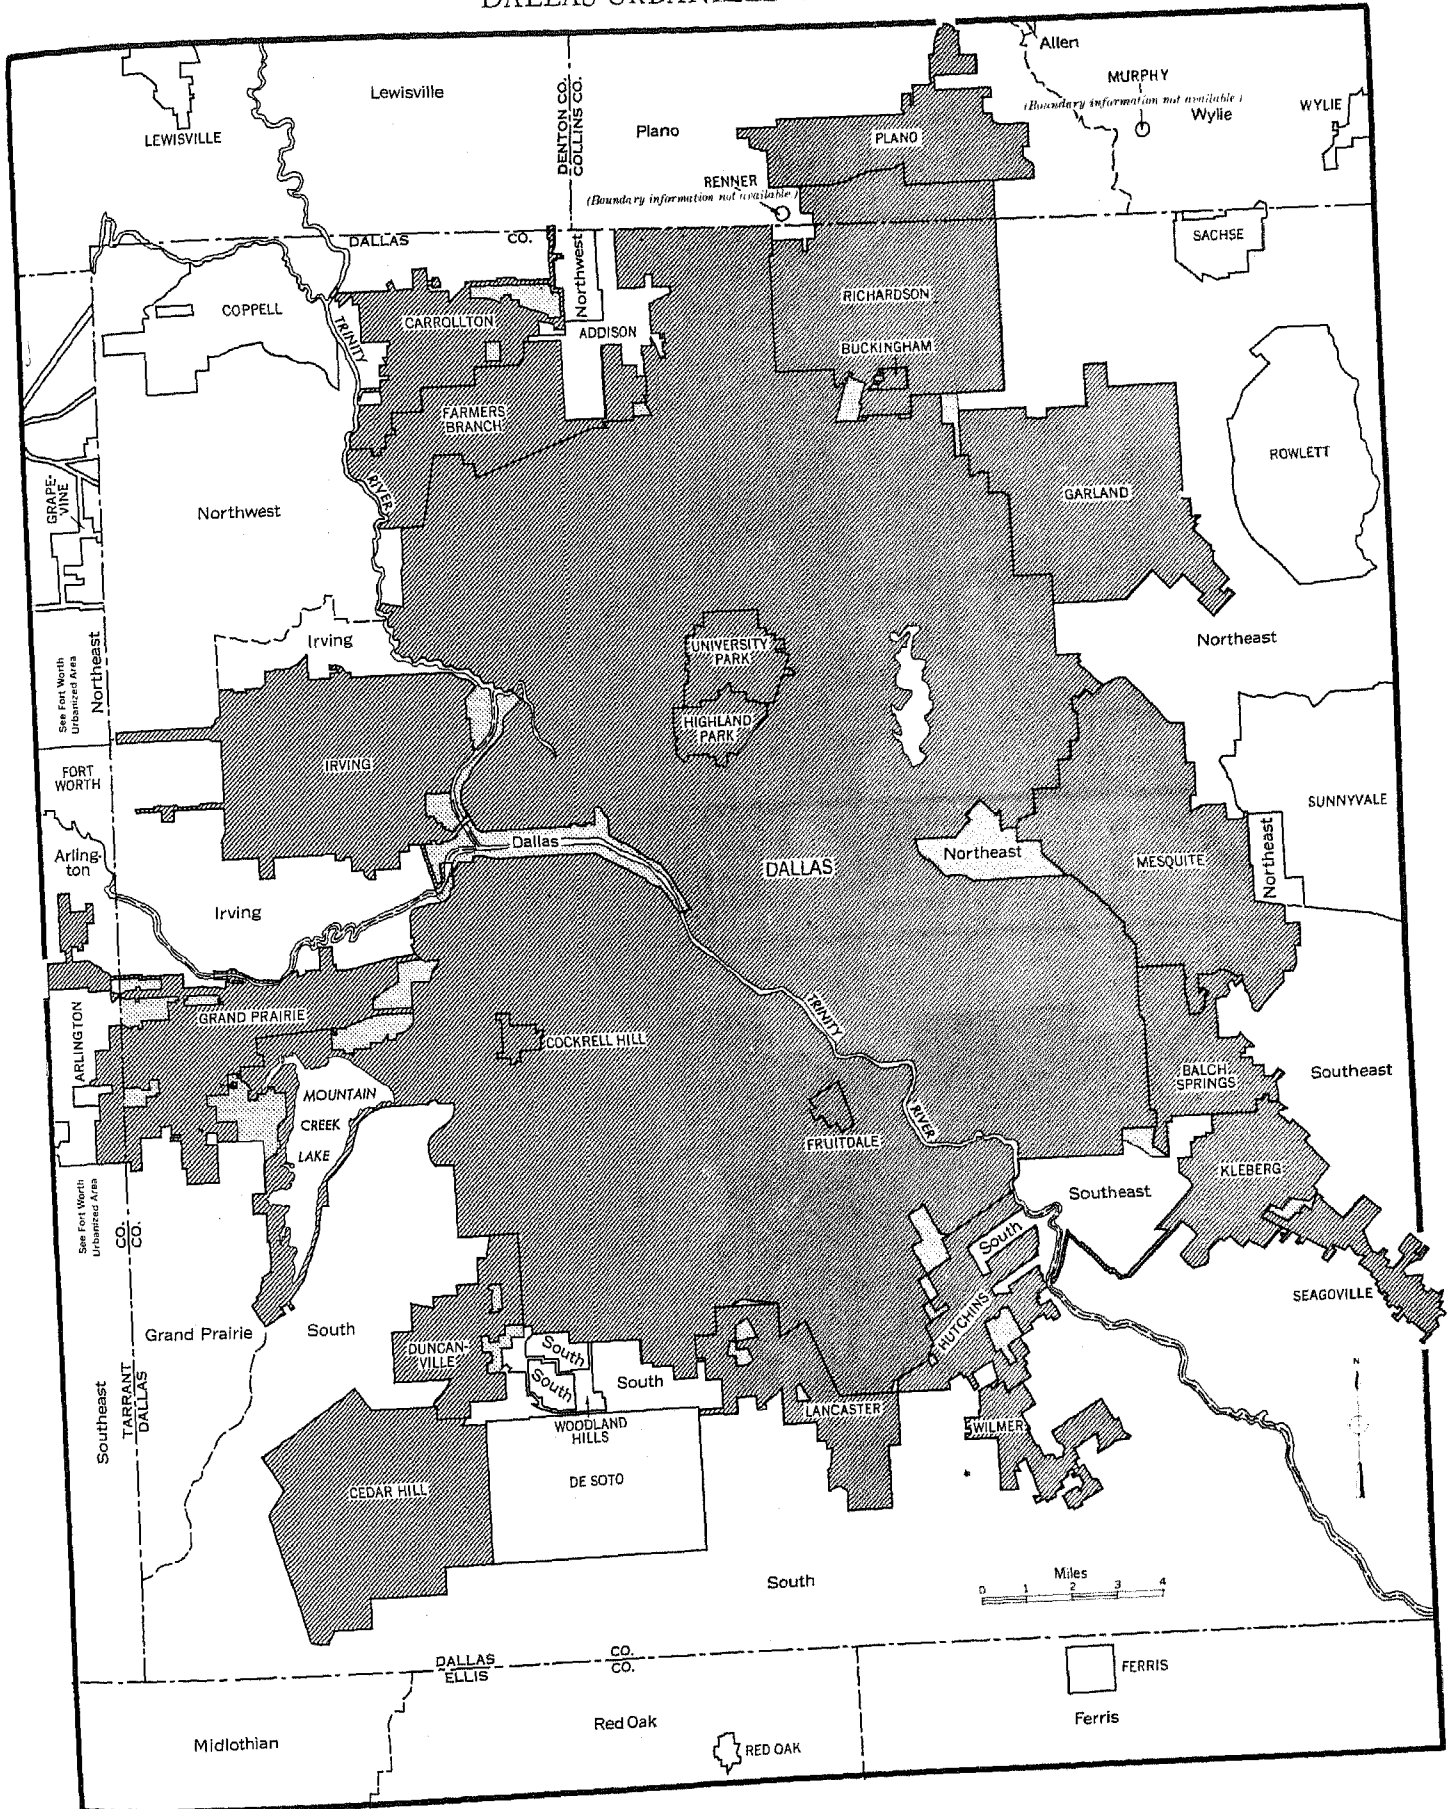 Allen
Lewisville
MURPHY
(Boundary information not available)
Wylie
WYLIE
LEWISVILLE
DENTON CO.
COLLINS CO.
Plano
PLANO
RENNER
(Boundary information not available)
DALLAS
CO.
Northwest
SACHSE
COPPELL
TRINITY
CARROLLTON
ADDISON
RICHARDSON
BUCKINGHAM
FARMERS
BRANCH
ROWLETT
GRAPE-
VINE
Northwest
RIVER
GARLAND
Irving
UNIVERSITY
PARK
Northeast
See Fort Worth
Urbanized Area
Northeast
HIGHLAND
PARK
FORT
WORTH
IRVING
SUNNYVALE
Arling-
ton
Dallas
DALLAS
Northeast
MESQUITE
Northeast
Irving
GRAND PRAIRIE
ARLINGTON
COCKRELL HILL
TRINITY
MOUNTAIN
CREEK
LAKE
BALCH
SPRINGS
Southeast
FRUITDALE
RIVER
KLEBERG
Southeast
See Fort Worth
Urbanized Area
CO.
CO.
South
SEAGOVILLE
HUTCHINS
Grand Prairie
South
DUNCAN-
VILLE
South
South
South
N
Southeast
TARRANT
DALLAS
WOODLAND
HILLS
LANCASTER
WILMER
CEDAR HILL
DE SOTO
South
Miles
0 1 2 3 4
DALLAS CO.
ELLIS CO.
FERRIS
Red Oak
Ferris
Midlothian
RED OAK